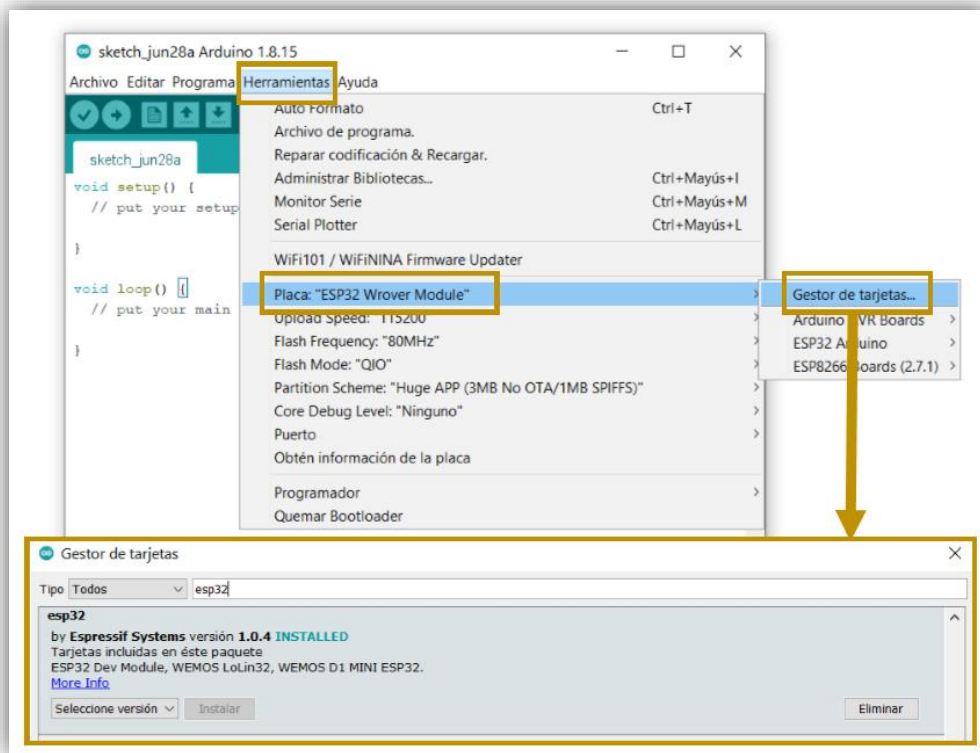 sketch_jun28a Arduino 1.8.15
Archivo Editar Programa Herramientas Ayuda
sketch_jun28a
void setup() {
// put your setup
}
void loop() {
// put your main
}
Auto Formato Ctrl+T
Archivo de programa.
Reparar codificación & Recargar.
Administrar Bibliotecas... Ctrl+Mayús+I
Monitor Serie Ctrl+Mayús+M
Serial Plotter Ctrl+Mayús+L
WiFi101 / WiFiNINA Firmware Updater
Placa: "ESP32 Wrover Module"
Upload Speed: "115200"
Flash Frequency: "80MHz"
Flash Mode: "QIO"
Partition Scheme: "Huge APP (3MB No OTA/1MB SPIFFS)"
Core Debug Level: "Ninguno"
Puerto
Obtén información de la placa
Programador
Quemar Bootloader
Gestor de tarjetas...
Arduino AVR Boards
ESP32 Arduino
ESP8266 Boards (2.7.1)
Gestor de tarjetas
Tipo Todos esp32
esp32
by Espressif Systems versión 1.0.4 INSTALLED
Tarjetas incluidas en éste paquete
ESP32 Dev Module, WEMOS LoLin32, WEMOS D1 MINI ESP32.
More Info
Seleccione versión Instalar Eliminar